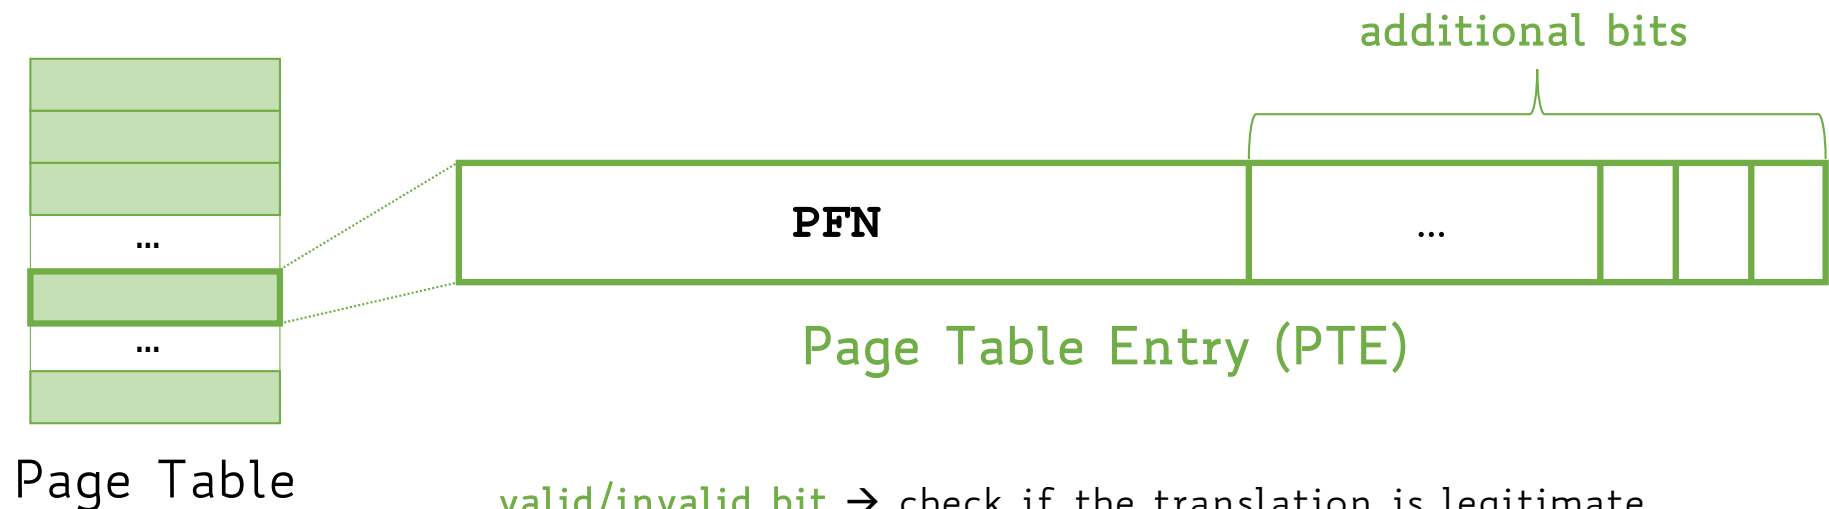 additional bits
...
PFN
...
Page Table Entry (PTE)
...
Page Table
valid/invalid bit → check if the translation is legitimate